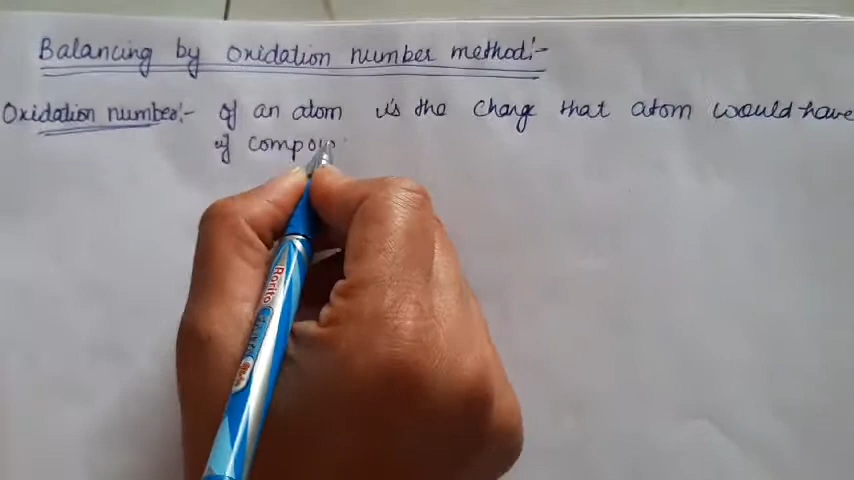 Balancing by Oxidation number method:-
Oxidation number:- of an atom is the charge that atom would have
if compou
Rorito